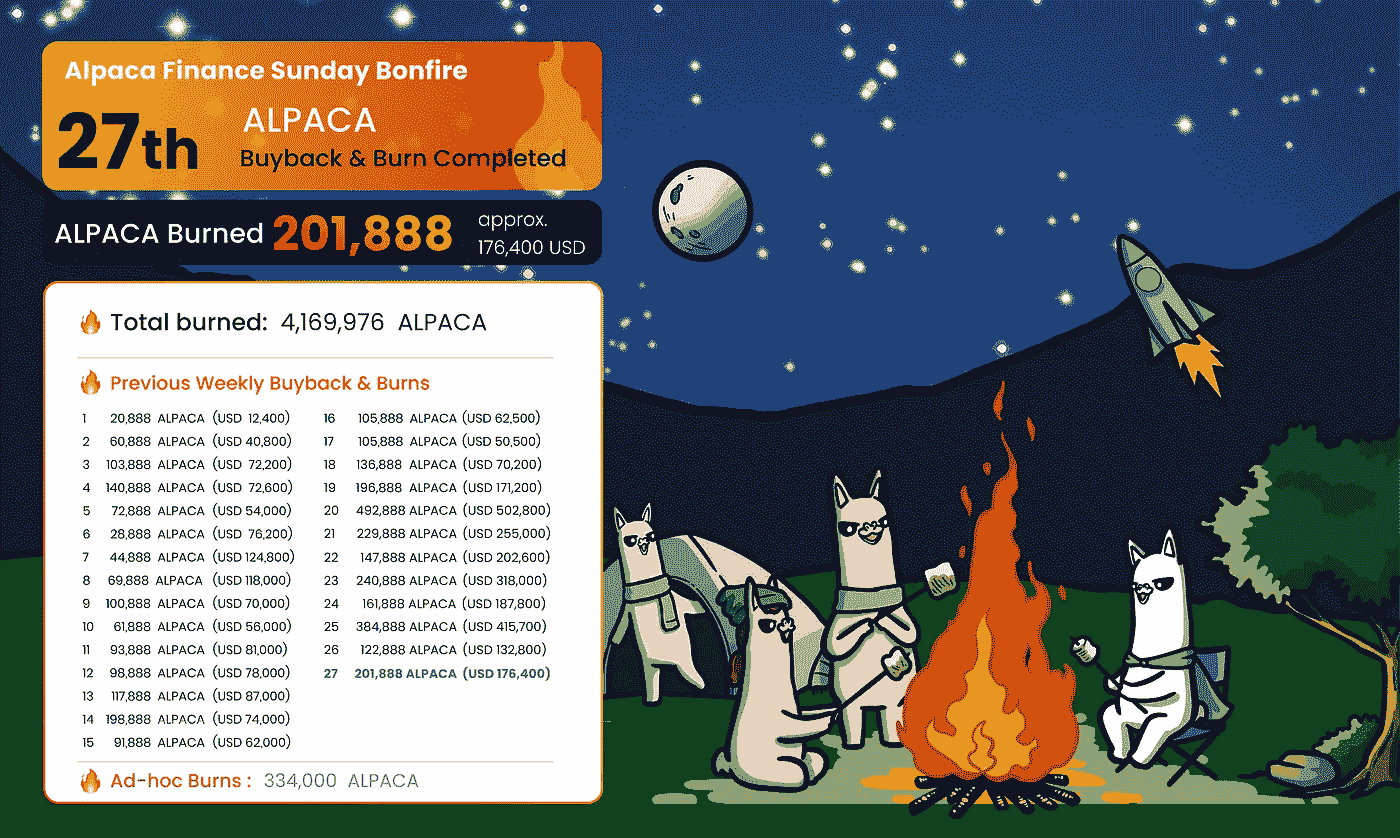 Alpaca Finance Sunday Bonfire
27th
ALPACA
Buyback & Burn Completed
ALPACA Burned 201,888
approx.
176,400 USD
Total burned: 4,169,976 ALPACA
Previous Weekly Buyback & Burns
1 20,888 ALPACA (USD 12,400)
2 60,888 ALPACA (USD 40,800)
3 103,888 ALPACA (USD 72,200)
4 140,888 ALPACA (USD 72,600)
5 72,888 ALPACA (USD 54,000)
6 28,888 ALPACA (USD 76,200)
7 44,888 ALPACA (USD 124,800)
8 69,888 ALPACA (USD 118,000)
9 100,888 ALPACA (USD 70,000)
10 61,888 ALPACA (USD 56,000)
11 93,888 ALPACA (USD 81,000)
12 98,888 ALPACA (USD 78,000)
13 117,888 ALPACA (USD 87,000)
14 198,888 ALPACA (USD 74,000)
15 91,888 ALPACA (USD 62,000)
16 105,888 ALPACA (USD 62,500)
17 105,888 ALPACA (USD 50,500)
18 136,888 ALPACA (USD 70,200)
19 196,888 ALPACA (USD 171,200)
20 492,888 ALPACA (USD 502,800)
21 229,888 ALPACA (USD 255,000)
22 147,888 ALPACA (USD 202,600)
23 240,888 ALPACA (USD 318,000)
24 161,888 ALPACA (USD 187,800)
25 384,888 ALPACA (USD 415,700)
26 122,888 ALPACA (USD 132,800)
27 201,888 ALPACA (USD 176,400)
Ad-hoc Burns : 334,000 ALPACA